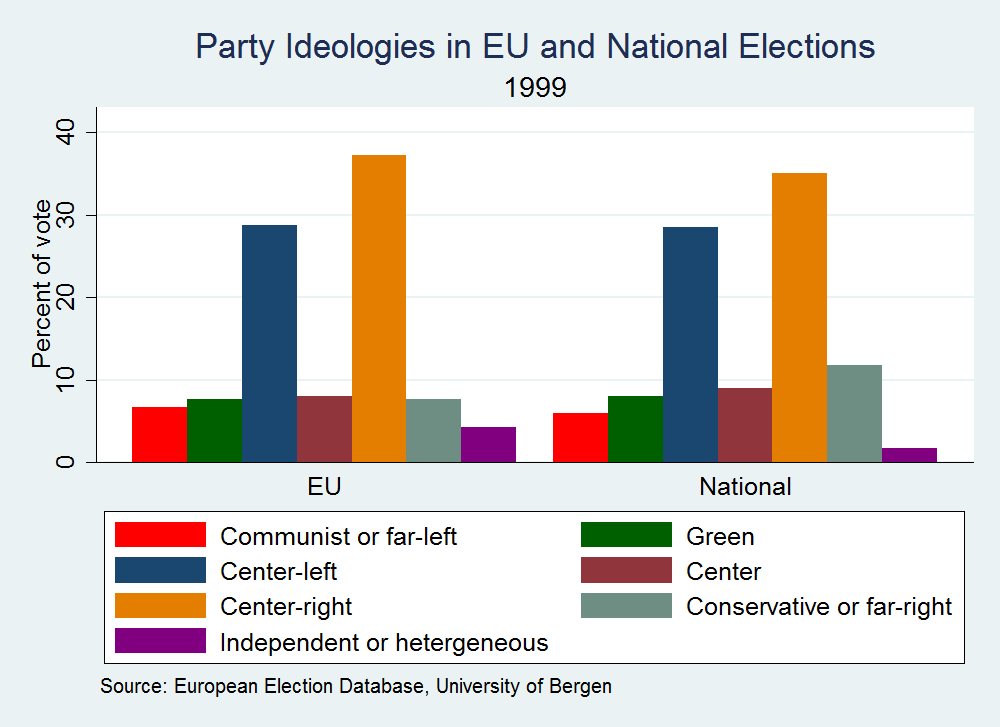 Party Ideologies in EU and National Elections
1999
Percent of vote
40
30
20
10
0
EU National
Communist or far-left Green
Center-left Center
Center-right Conservative or far-right
Independent or hetergeneous
Source: European Election Database, University of Bergen